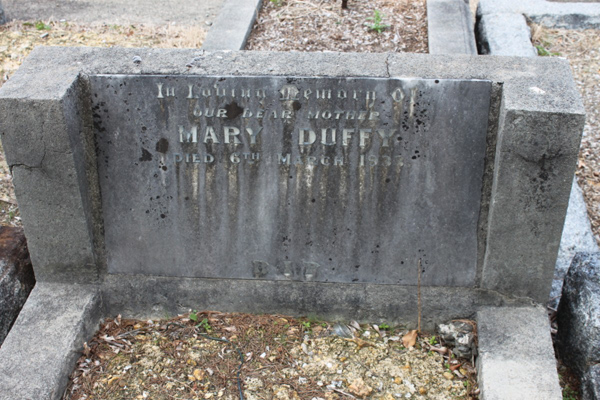 In Loving Memory of
OUR DEAR MOTHER
MARY DUFFY
DIED 6TH MARCH
R.I.P.